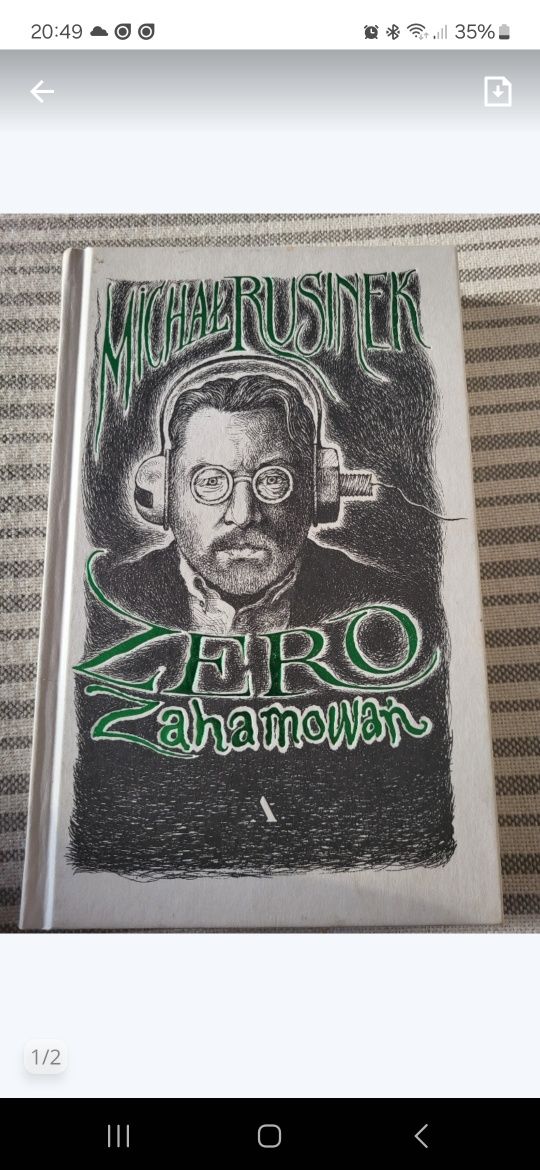 20:49
35%
MICHAŁ RUSINEK
ZERO
Zahamowań
1/2